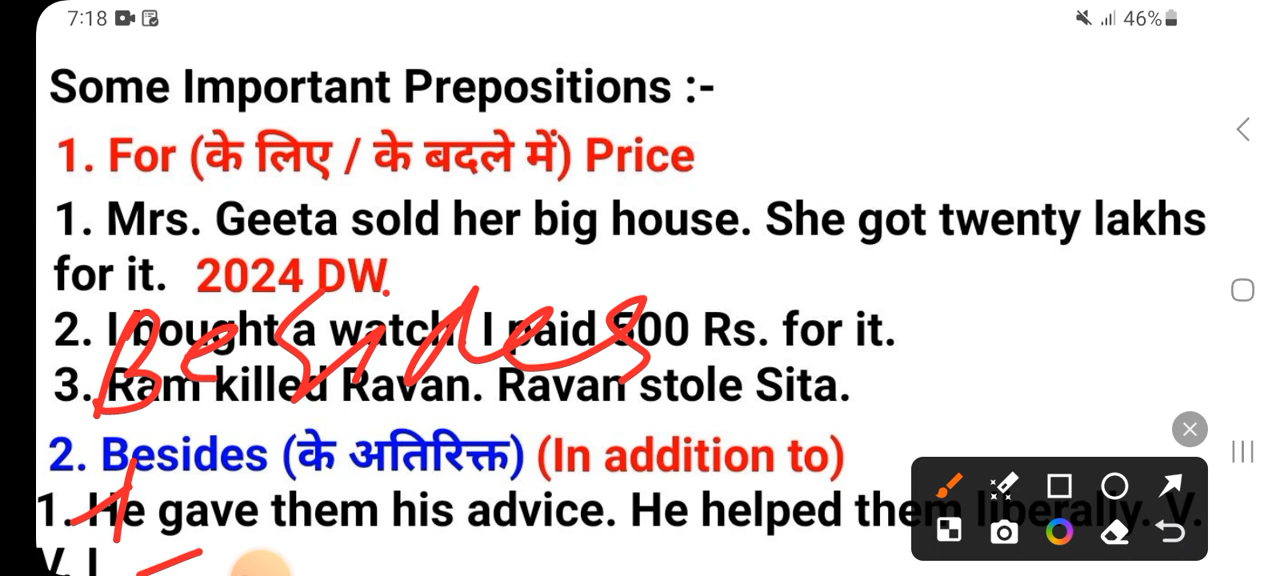 7:18
46%
Some Important Prepositions :-
1. For (के लिए / के बदले में) Price
1. Mrs. Geeta sold her big house. She got twenty lakhs
for it. 2024 DW.
Besides
2. I bought a watch. I paid 500 Rs. for it.
3. Ram killed Ravan. Ravan stole Sita.
2. Besides (के अतिरिक्त) (In addition to)
1. He gave them his advice. He helped them liberally. V.
V. I